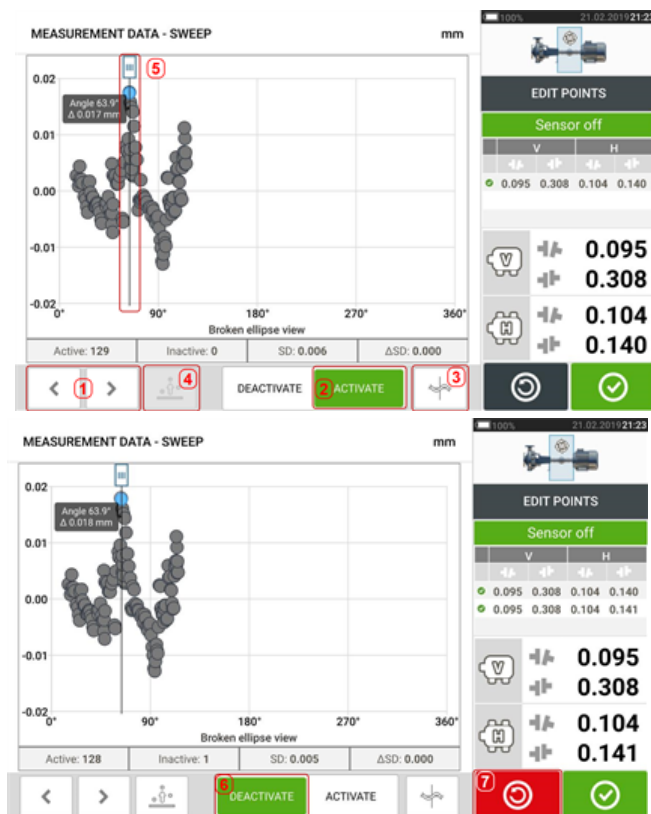 100% 21.02.2019 21:23
MEASUREMENT DATA - SWEEP mm
5
0.02
Angle 63.9°
Δ 0.017 mm
0.01
0.00
-0.01
-0.02
0° 90° 180° 270° 360°
Broken ellipse view
Active: 129 Inactive: 0 SD: 0.006 ΔSD: 0.000
1 4 DEACTIVATE 2 ACTIVATE 3
EDIT POINTS
Sensor off
V H
0.095 0.308 0.104 0.140
V 0.095
0.308
H 0.104
0.140
100% 21.02.2019 21:23
MEASUREMENT DATA - SWEEP mm
0.02
Angle 63.9°
Δ 0.018 mm
0.01
0.00
-0.01
-0.02
0° 90° 180° 270° 360°
Broken ellipse view
Active: 128 Inactive: 1 SD: 0.005 ΔSD: 0.000
6 DEACTIVATE ACTIVATE
EDIT POINTS
Sensor off
V H
0.095 0.308 0.104 0.140
0.095 0.308 0.104 0.141
V 0.095
0.308
H 0.104
0.141
7